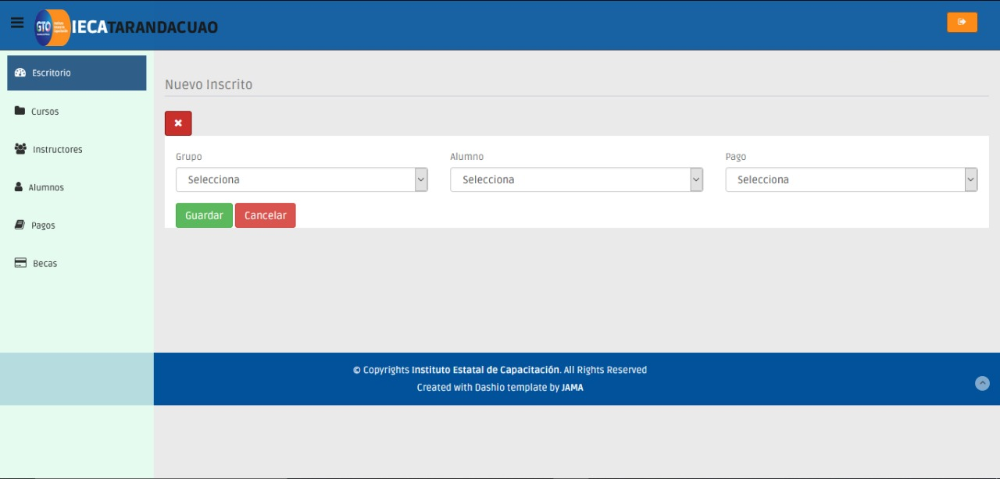 GTO
IECATARANDACUAO
Escritorio
Cursos
Instructores
Alumnos
Pagos
Becas
Nuevo Inscrito
Grupo
Alumno
Pago
Selecciona
Selecciona
Selecciona
Guardar
Cancelar
© Copyrights Instituto Estatal de Capacitación. All Rights Reserved
Created with Dashio template by JAMA